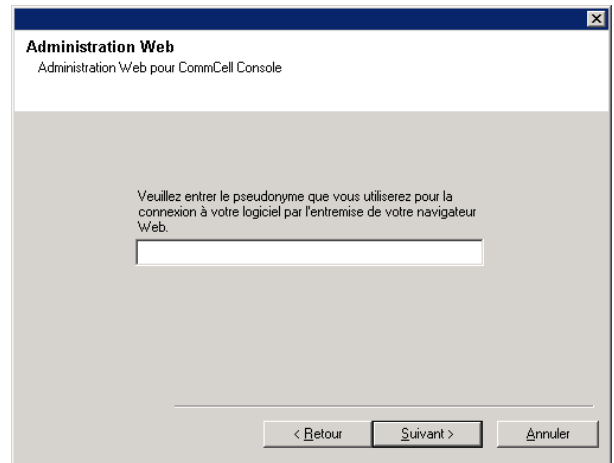 Administration Web
Administration Web pour CommCell Console
Veuillez entrer le pseudonyme que vous utiliserez pour la
connexion à votre logiciel par l'entremise de votre navigateur
Web.
< Retour
Suivant >
Annuler